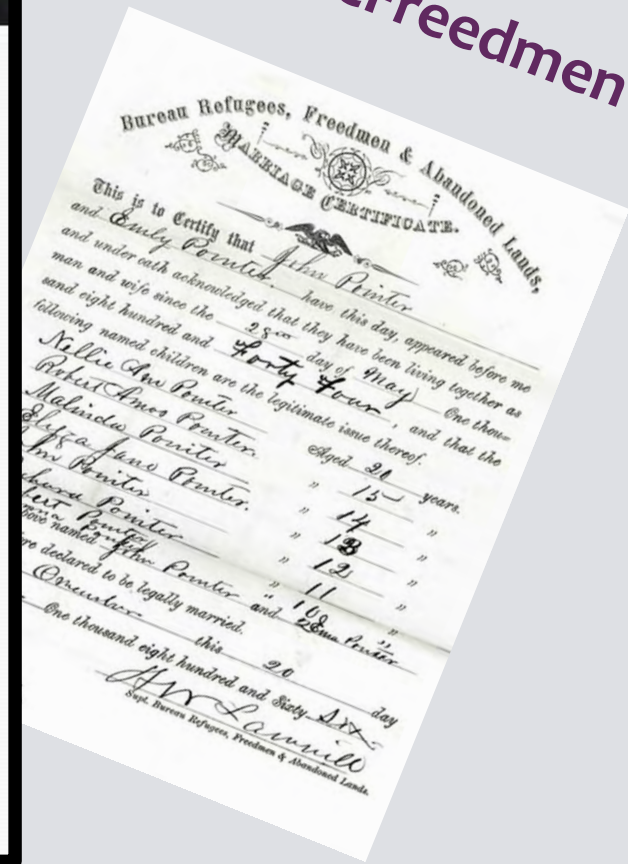 Freedmen
Bureau Refugees, Freedmen & Abandoned Lands,
MARRIAGE CERTIFICATE.
This is to Certify that John Pointer
and Emily Pointer have this day, appeared before me
and under oath acknowledged that they have been living together as
man and wife since the 28 day of May One thou-
sand eight hundred and Forty Four, and that the
following named children are the legitimate issue thereof:
Nellie Ann Pointer Aged 20 years.
Robert Amos Pointer. " 15 "
Malinda Pointer " 14 "
Eliza Jane Pointer. " 13 "
Pointer " 12 "
Pointer " 11 "
Pointer " 10 "
above named John Pointer and Pointer
are declared to be legally married.
this 20 day
One thousand eight hundred and Sixty Six
Supt. Bureau Refugees, Freedmen & Abandoned Lands.